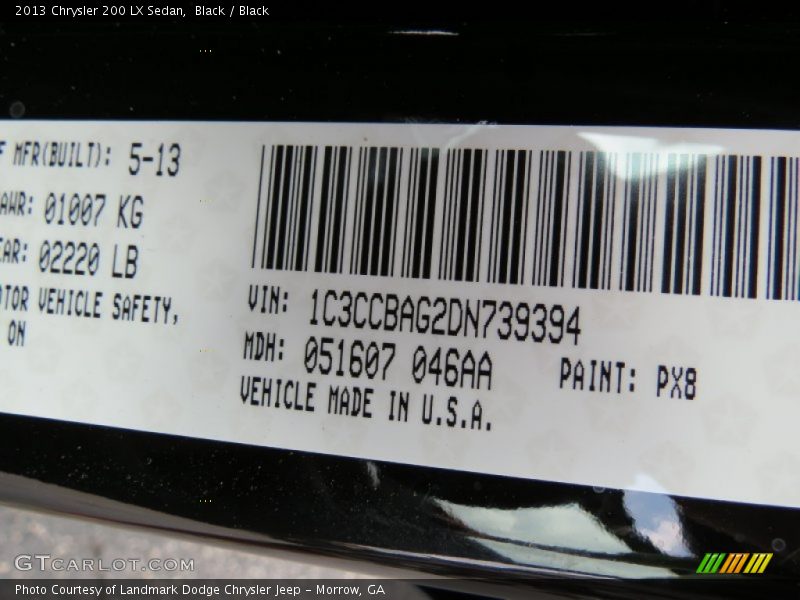 2013 Chrysler 200 LX Sedan, Black / Black
F MFR(BUILT): 5-13
AWR: 01007 KG
EAR: 02220 LB
OTOR VEHICLE SAFETY,
ON
VIN: 1C3CCBAG2DN739394
MDH: 051607 046AA
PAINT: PX8
VEHICLE MADE IN U.S.A.
GTCARLOT.COM
Photo Courtesy of Landmark Dodge Chrysler Jeep - Morrow, GA